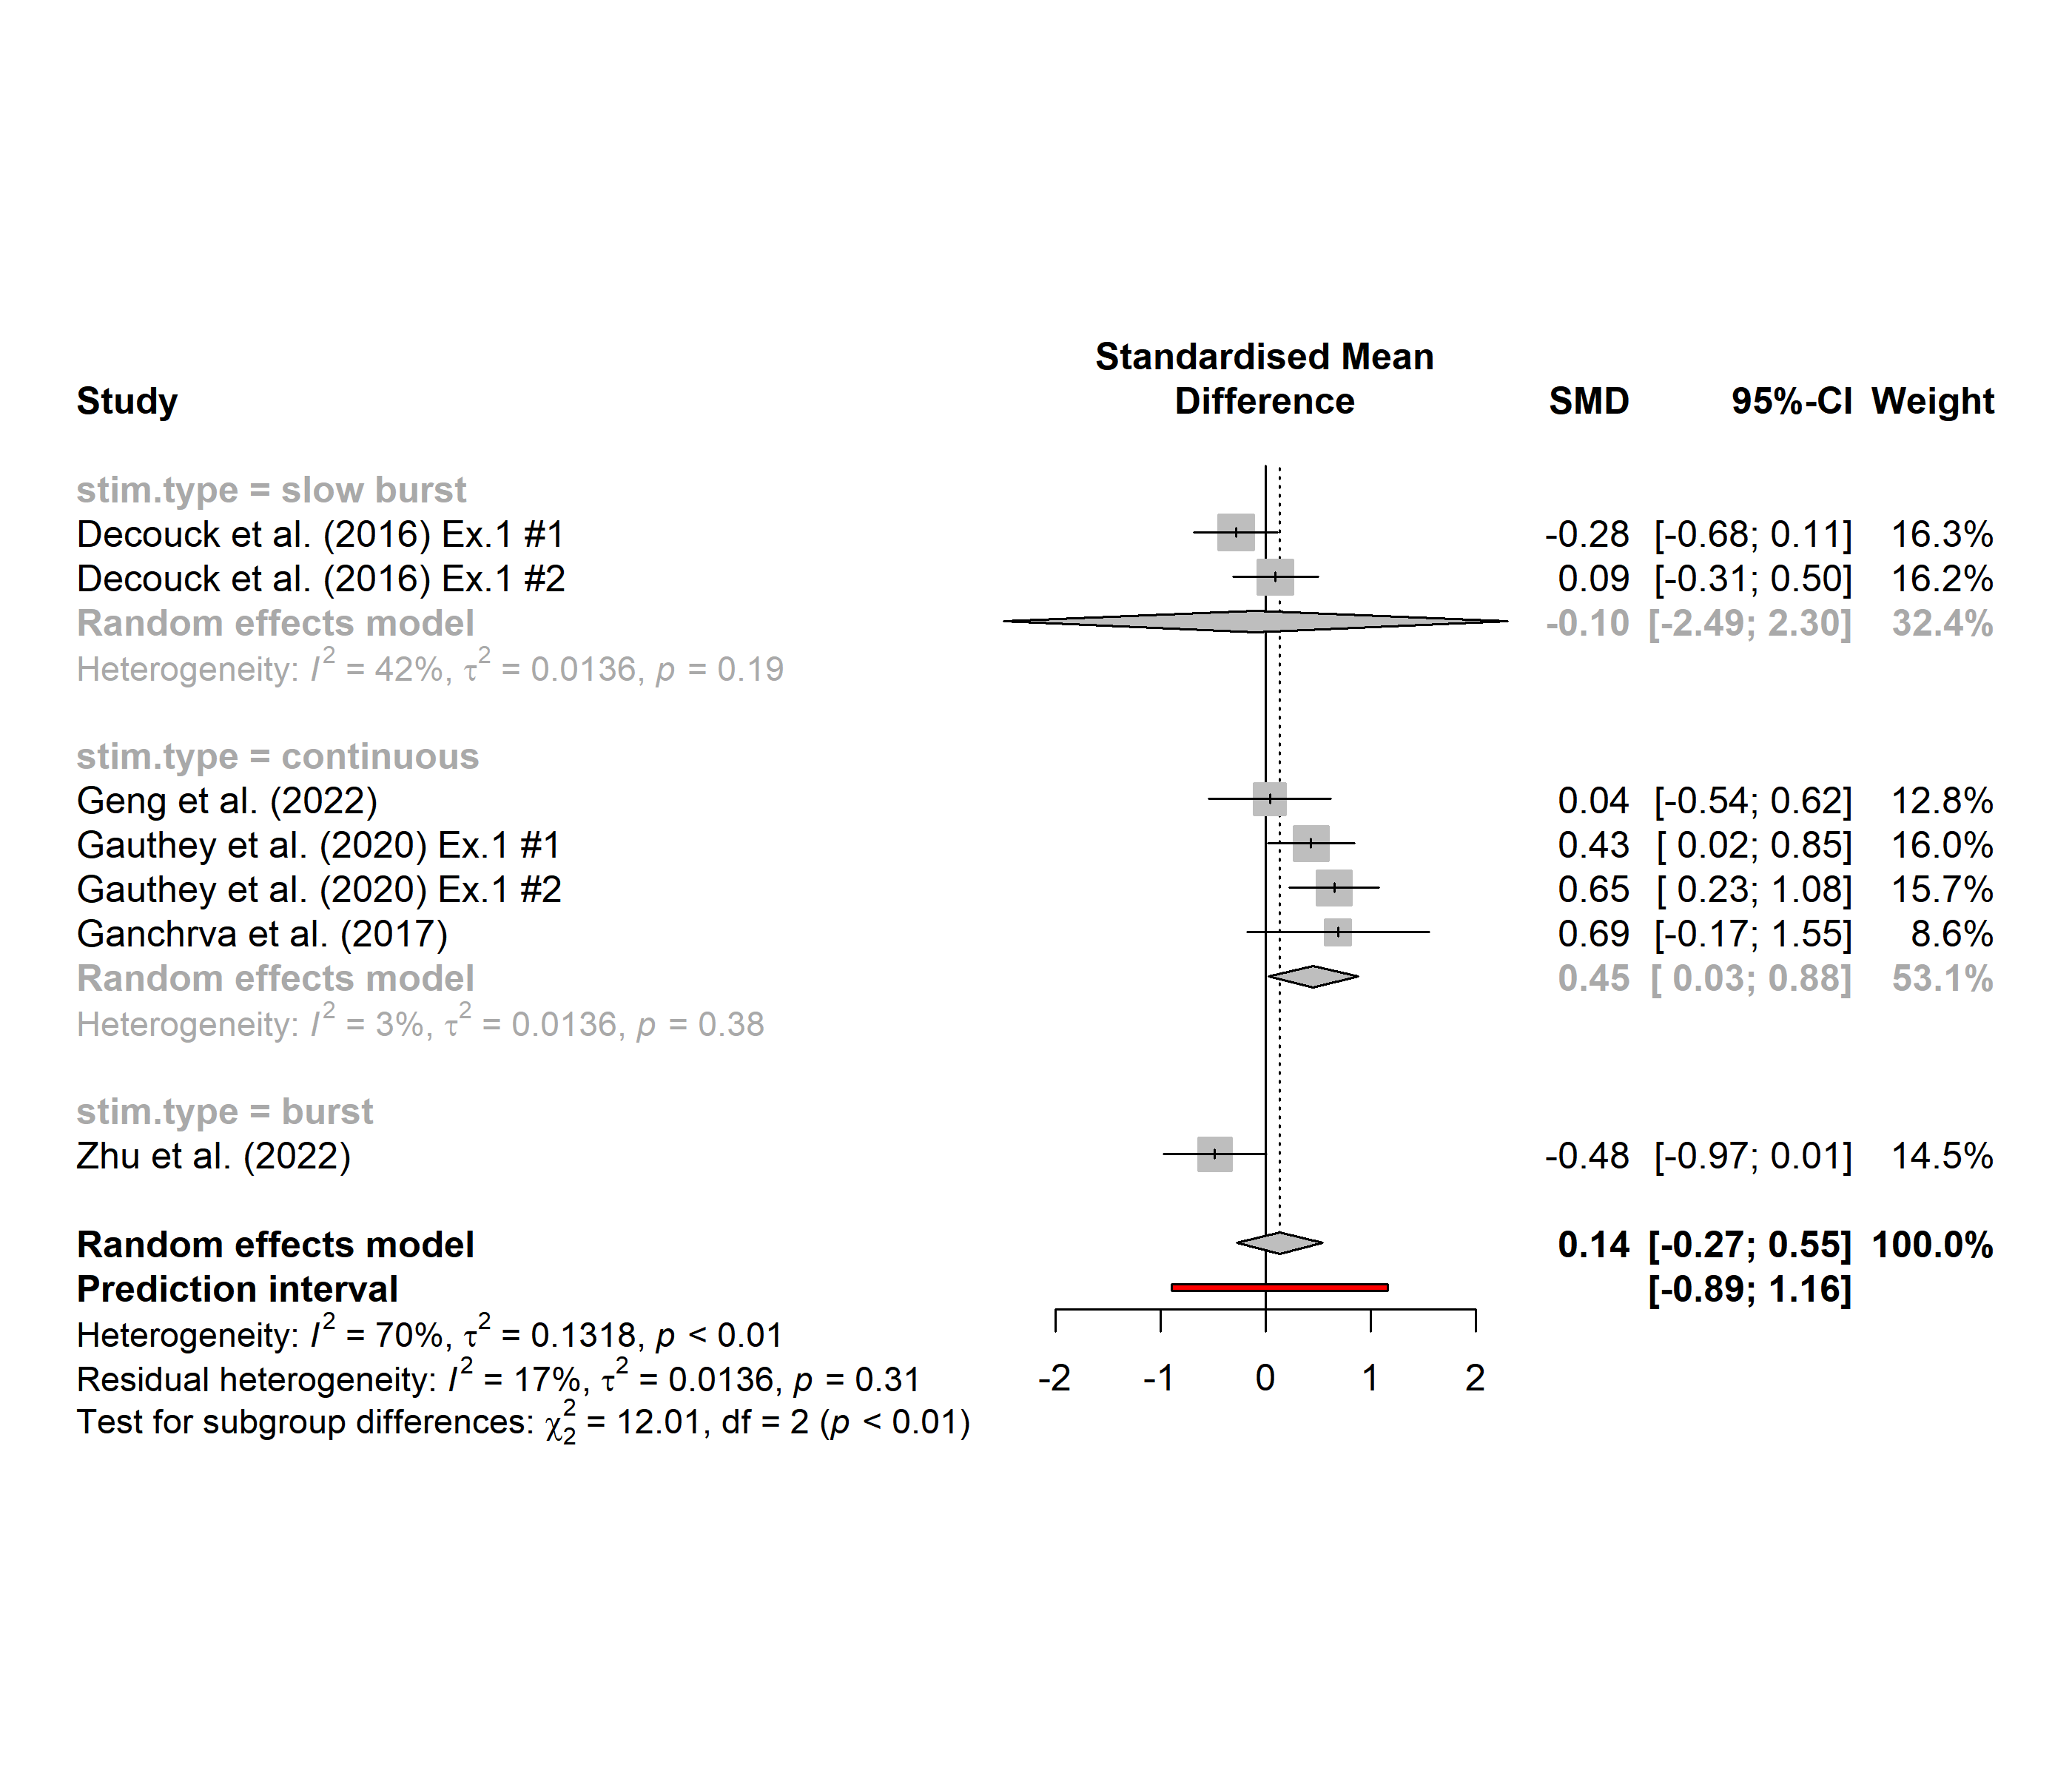 Standardised Mean
Study Difference SMD 95%-CI Weight
stim.type = slow burst
Decouck et al. (2016) Ex.1 #1 -0.28 [-0.68; 0.11] 16.3%
Decouck et al. (2016) Ex.1 #2 0.09 [-0.31; 0.50] 16.2%
Random effects model -0.10 [-2.49; 2.30] 32.4%
Heterogeneity: I² = 42%, τ² = 0.0136, p = 0.19
stim.type = continuous
Geng et al. (2022) 0.04 [-0.54; 0.62] 12.8%
Gauthey et al. (2020) Ex.1 #1 0.43 [ 0.02; 0.85] 16.0%
Gauthey et al. (2020) Ex.1 #2 0.65 [ 0.23; 1.08] 15.7%
Ganchrva et al. (2017) 0.69 [-0.17; 1.55] 8.6%
Random effects model 0.45 [ 0.03; 0.88] 53.1%
Heterogeneity: I² = 3%, τ² = 0.0136, p = 0.38
stim.type = burst
Zhu et al. (2022) -0.48 [-0.97; 0.01] 14.5%
Random effects model 0.14 [-0.27; 0.55] 100.0%
Prediction interval [-0.89; 1.16]
Heterogeneity: I² = 70%, τ² = 0.1318, p < 0.01
Residual heterogeneity: I² = 17%, τ² = 0.0136, p = 0.31
-2 -1 0 1 2
Test for subgroup differences: χ²₂ = 12.01, df = 2 (p < 0.01)